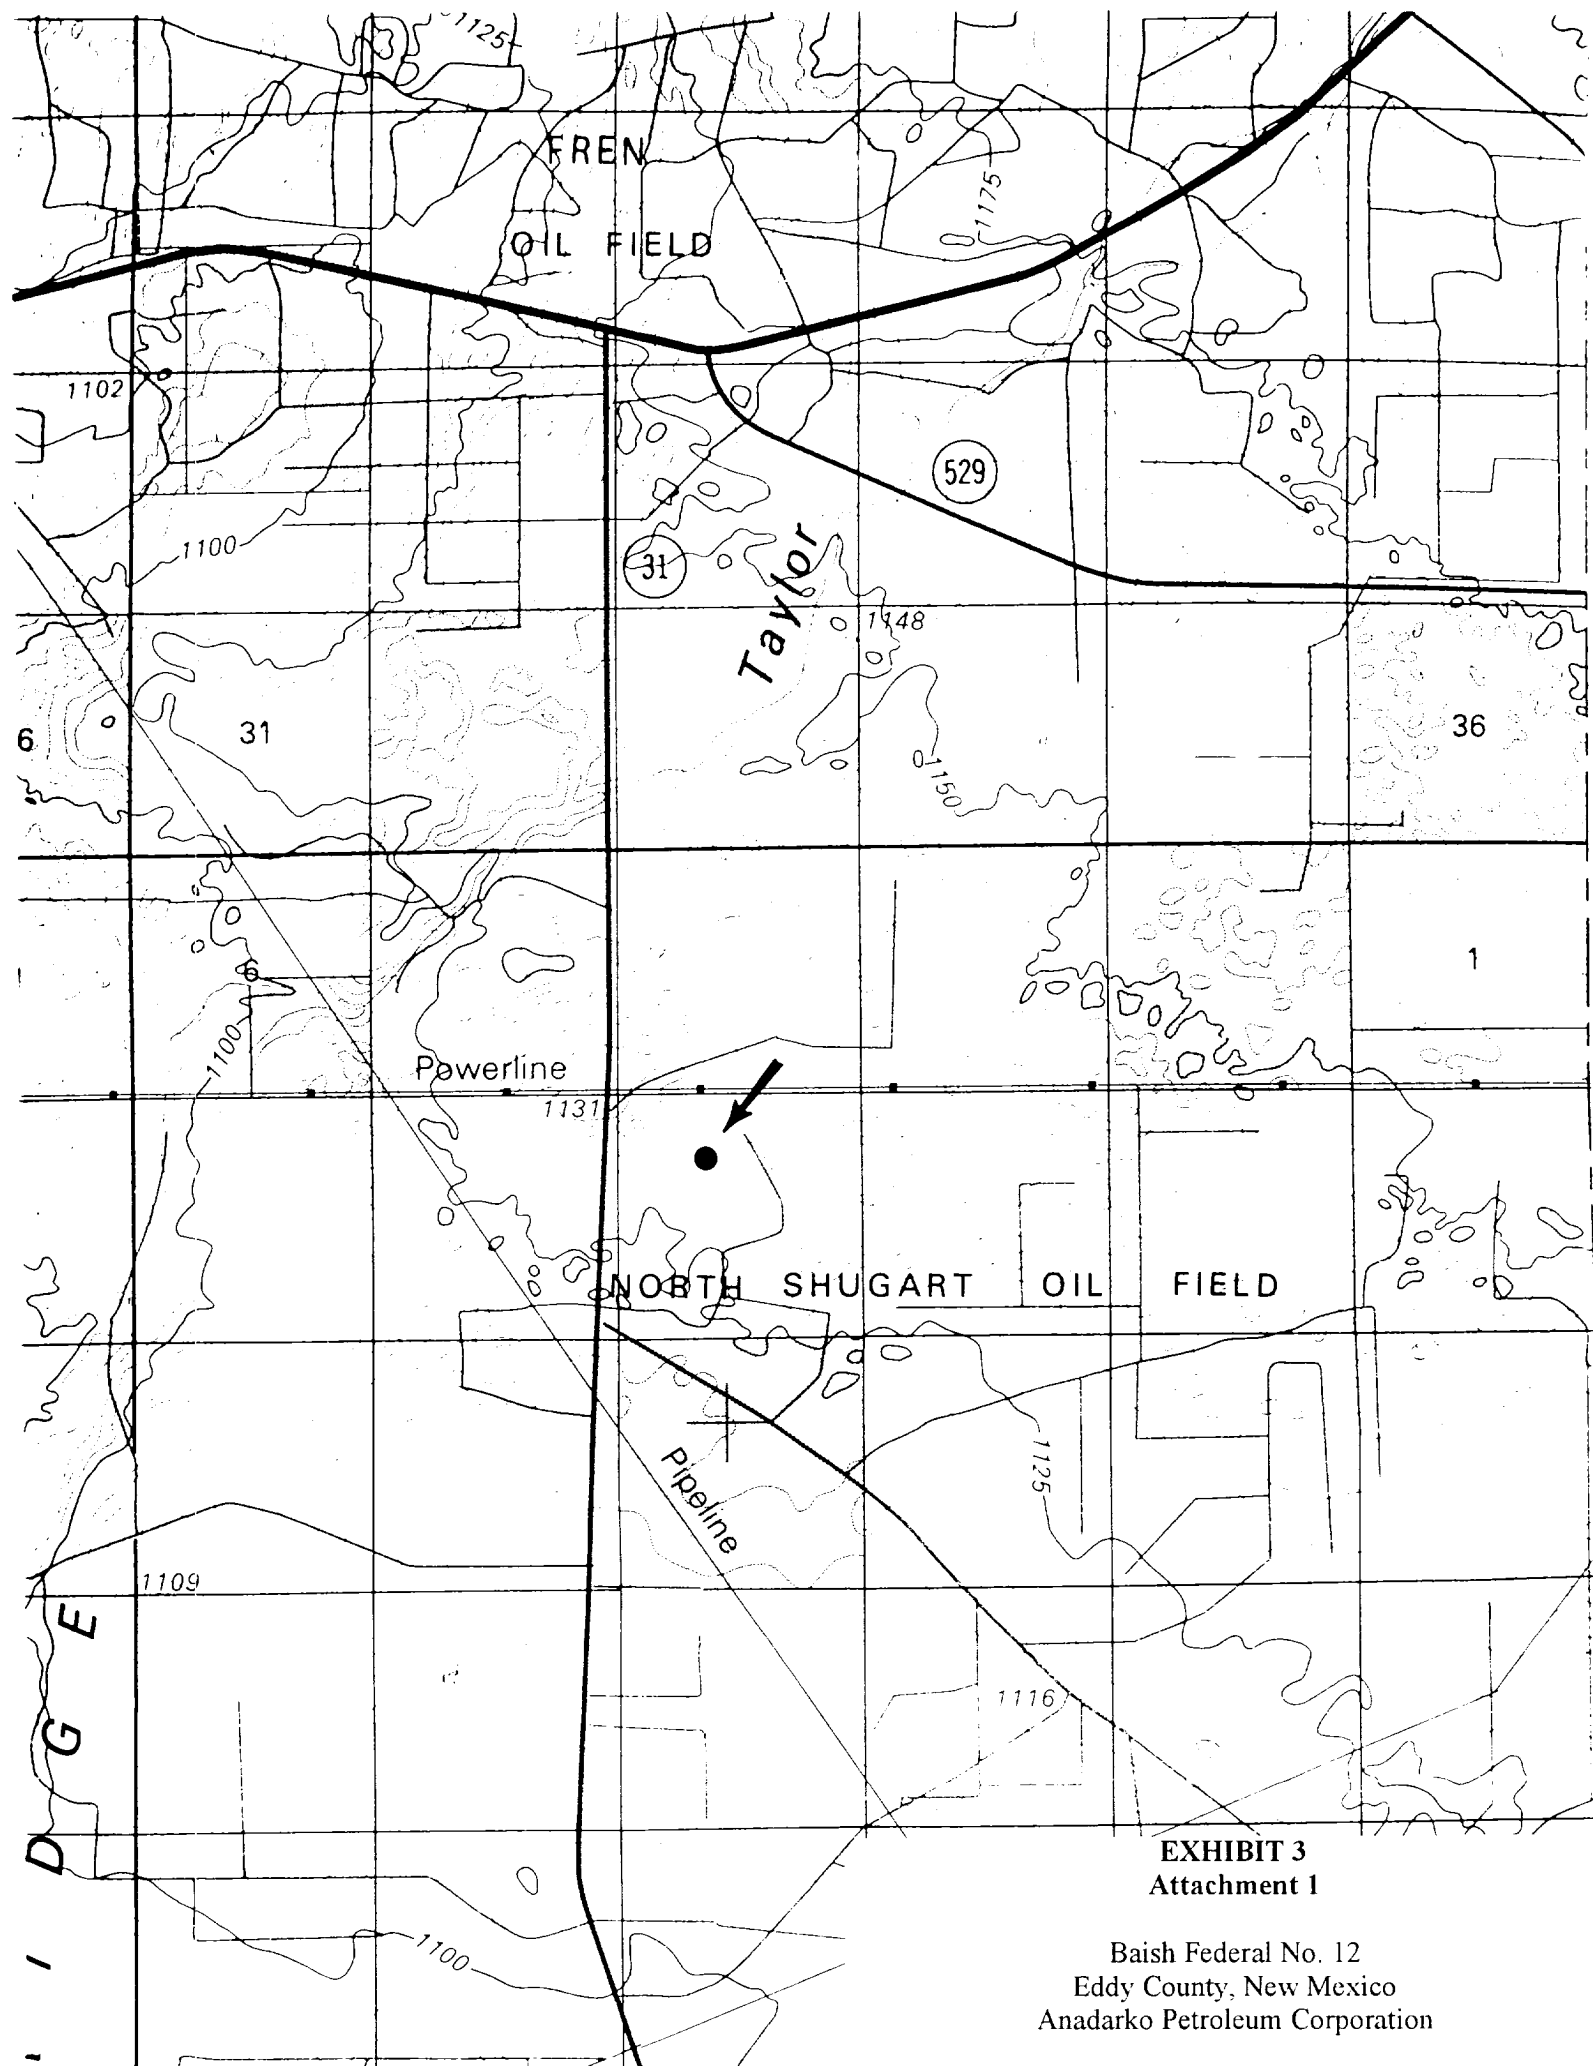 1125
FREN
1175
OIL FIELD
1102
529
1100
31
Taylor
1148
6
31
36
1150
1
6
1100
Powerline
1131
NORTH SHUGART OIL FIELD
1125
Pipeline
1109
1116
I D G E
1100
EXHIBIT 3
Attachment 1
Baish Federal No. 12
Eddy County, New Mexico
Anadarko Petroleum Corporation